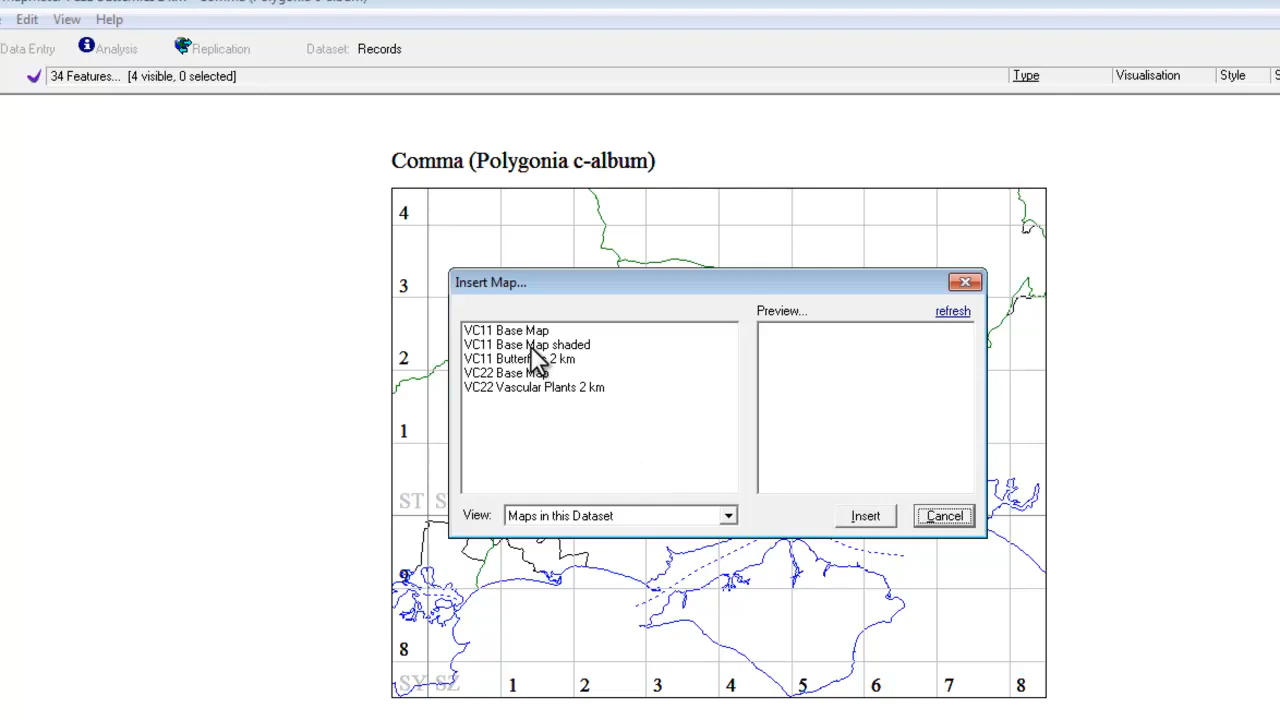 Edit View Help
Data Entry Analysis Replication Dataset: Records
34 Features... [4 visible, 0 selected] Type Visualisation Style
Comma (Polygonia c-album)
4
3
2
1
ST
9
8
SY SZ
1 2 3 4 5 6 7 8
Insert Map...
Preview... refresh
VC11 Base Map
VC11 Base Map shaded
VC11 2 km
VC22 Base Map
VC22 Vascular Plants 2 km
View: Maps in this Dataset Insert Cancel